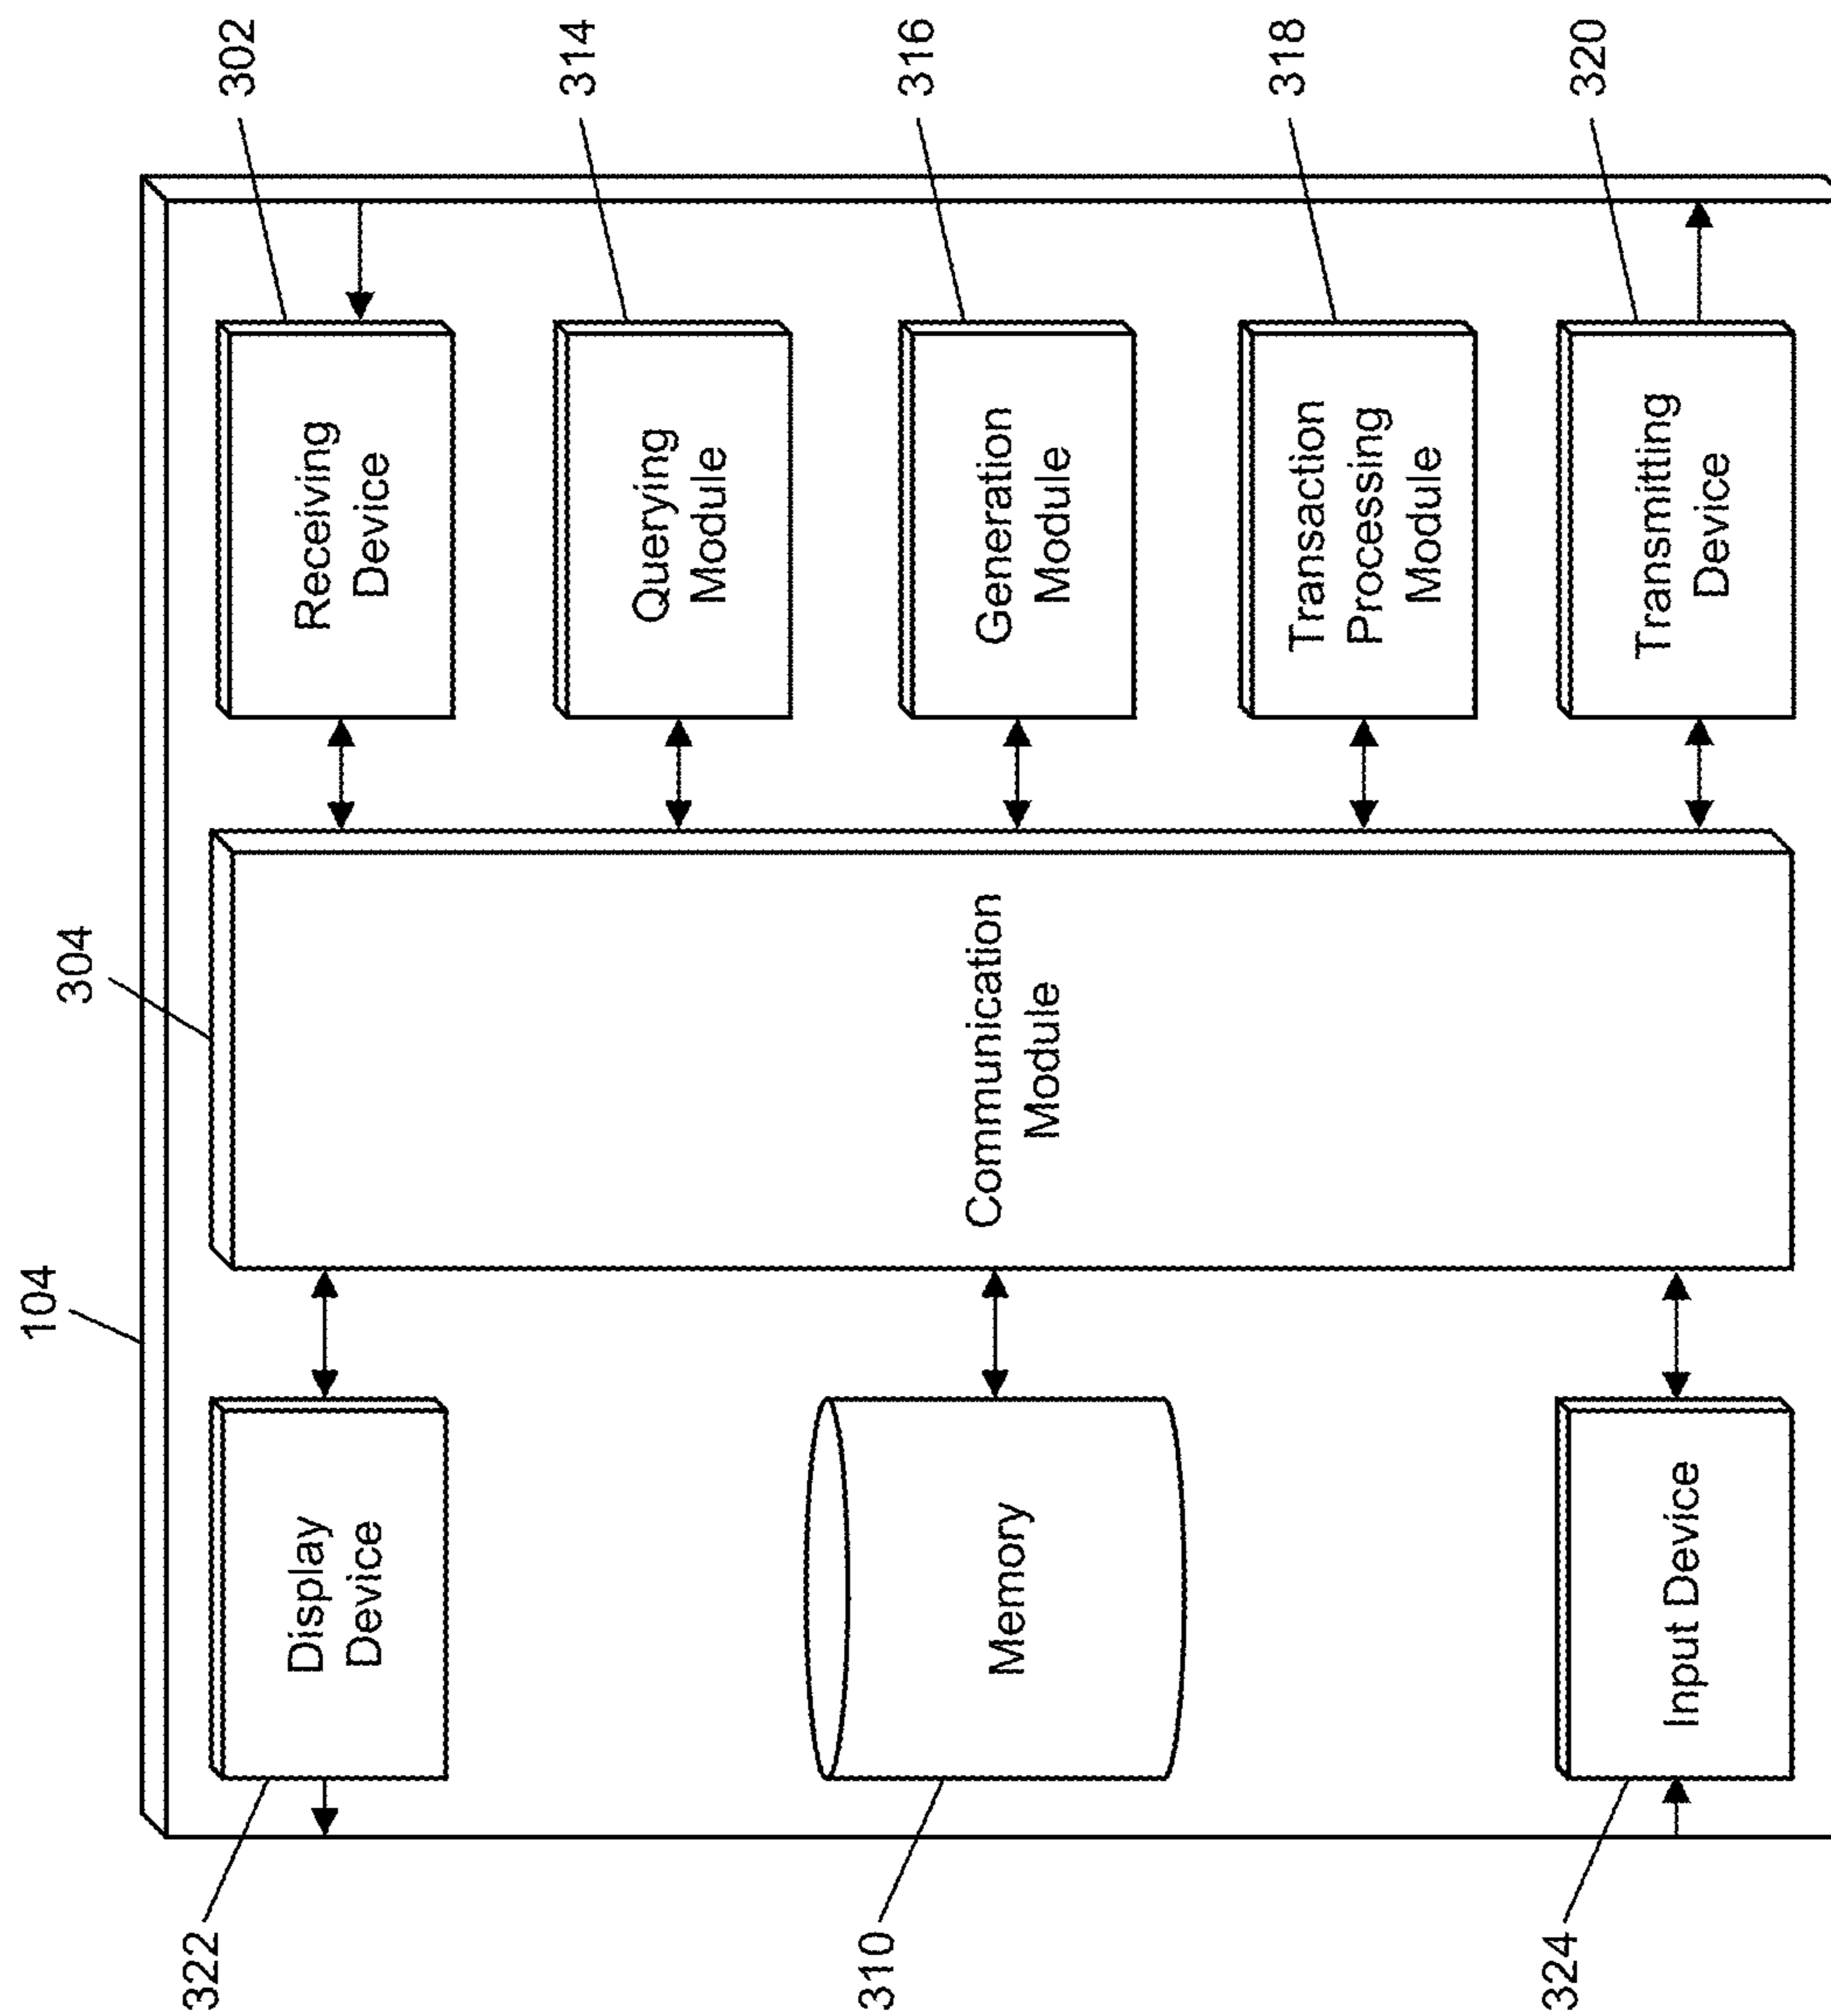 104
304
322
Display
Device
310
Memory
324
Input Device
Communication
Module
Receiving
Device
302
Querying
Module
314
Generation
Module
316
Transaction
Processing
Module
318
Transmitting
Device
320